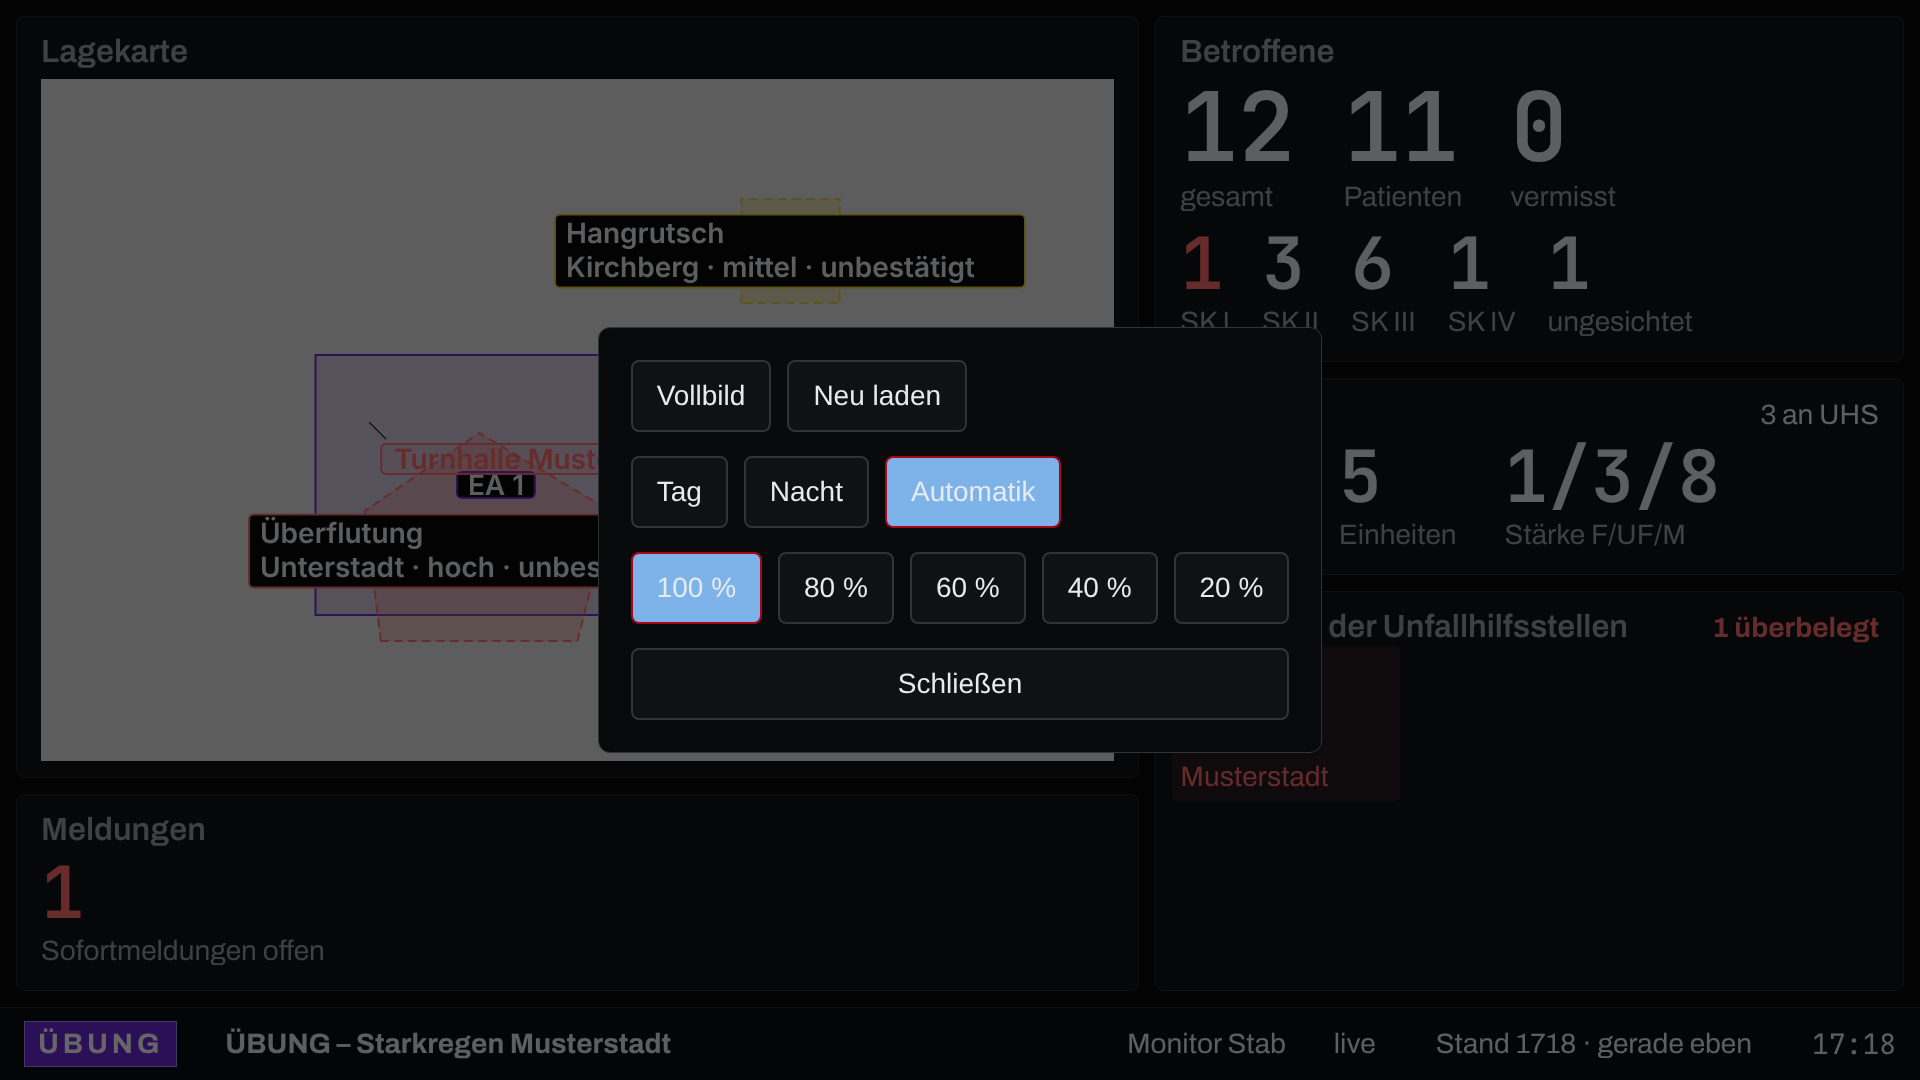 Lagekarte
Hangrutsch
Kirchberg · mittel · unbestätigt
Turnhalle
EA 1
Überflutung
Unterstadt · hoch ·
Vollbild
Neu laden
Tag
Nacht
Automatik
100 %
80 %
60 %
40 %
20 %
Schließen
Betroffene
12
11
0
gesamt
Patienten
vermisst
1
3
6
1
1
SK I
SK II
SK III
SK IV
ungesichtet
3 an UHS
5
1/3/8
Einheiten
Stärke F/UF/M
der Unfallhilfsstellen
1 überbelegt
Musterstadt
Meldungen
1
Sofortmeldungen offen
ÜBUNG
ÜBUNG – Starkregen Musterstadt
Monitor Stab
live
Stand 1718 · gerade eben
17:18